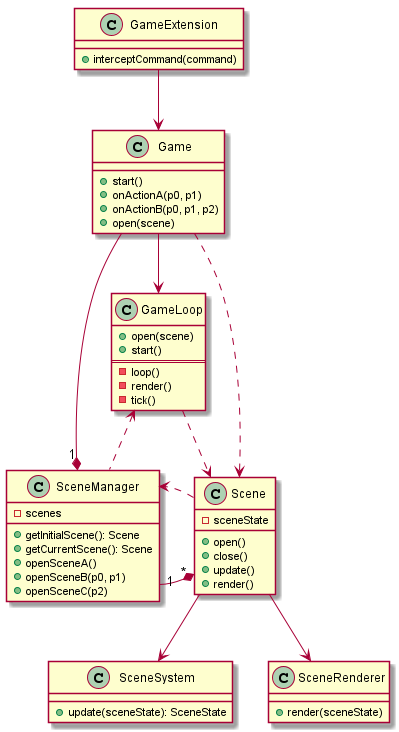 C GameExtension
interceptCommand(command)
C Game
start()
onActionA(p0, p1)
onActionB(p0, p1, p2)
open(scene)
C GameLoop
open(scene)
start()
loop()
render()
tick()
1
C SceneManager
scenes
getInitialScene(): Scene
getCurrentScene(): Scene
openSceneA()
openSceneB(p0, p1)
openSceneC(p2)
C Scene
sceneState
open()
close()
update()
render()
1
*
C SceneSystem
update(sceneState): SceneState
C SceneRenderer
render(sceneState)